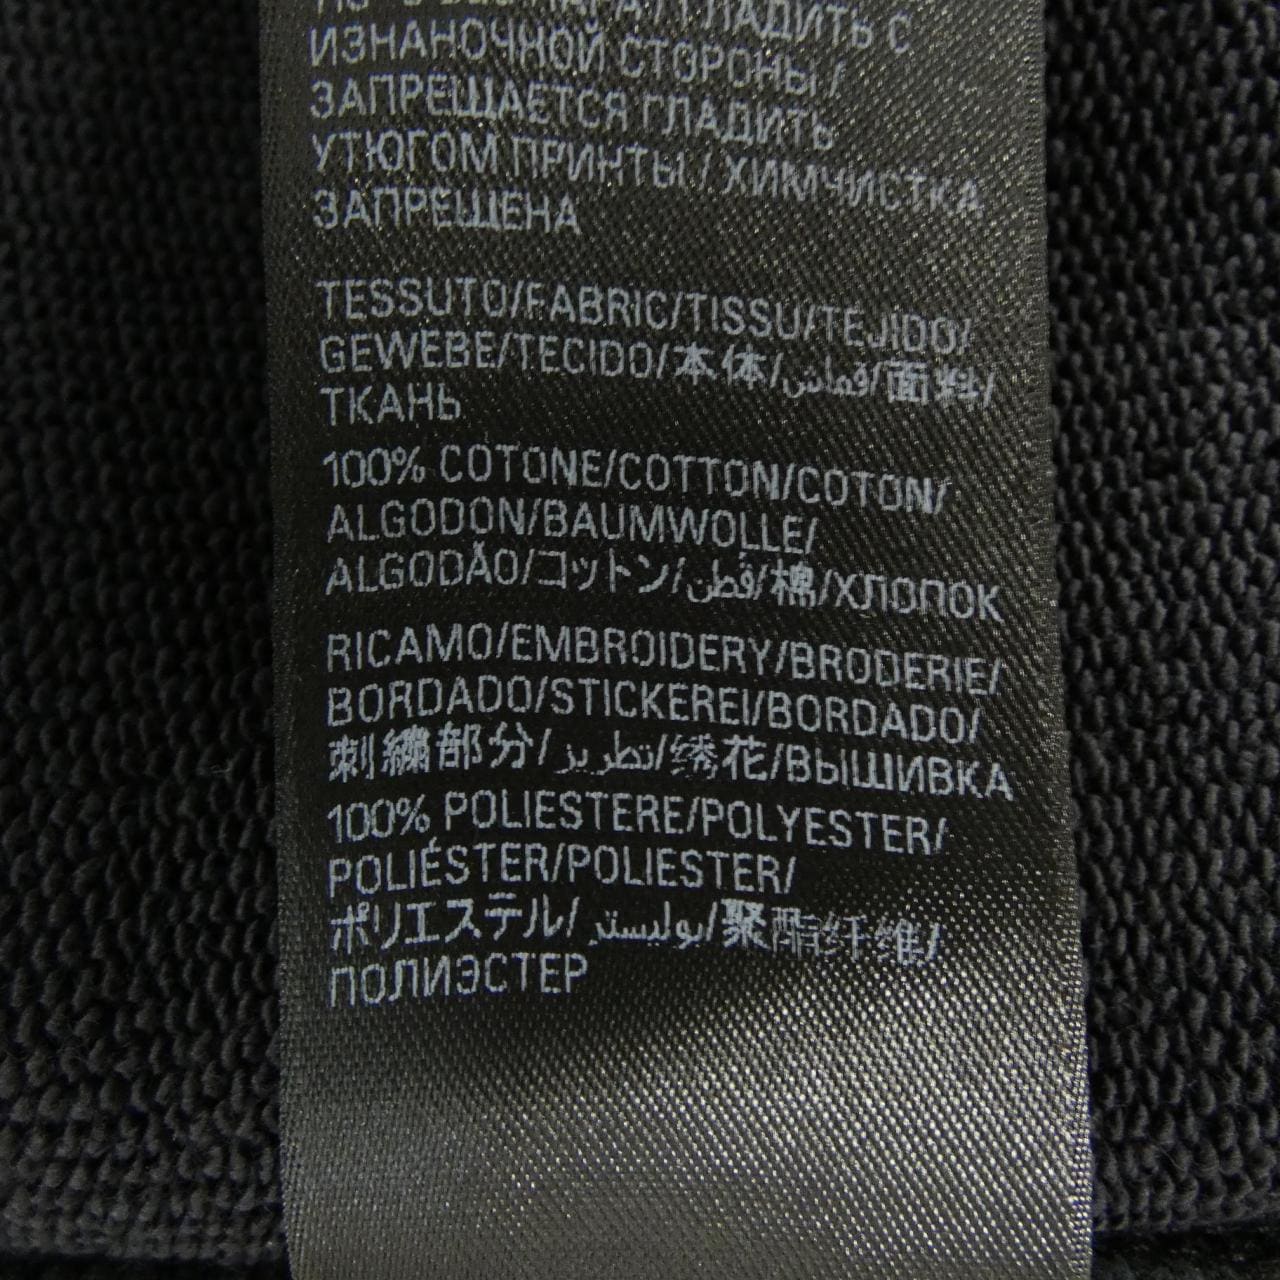 ГЛАДИТЬ С
ИЗНАНОЧНОЙ СТОРОНЫ /
ЗАПРЕЩАЕТСЯ ГЛАДИТЬ
УТЮГОМ ПРИНТЫ / ХИМЧИСТКА
ЗАПРЕЩЕНА
TESSUTO/FABRIC/TISSU/TEJIDO/
GEWEBE/TECIDO/本体/قماش/面料/
ТКАНЬ
100% COTONE/COTTON/COTON/
ALGODON/BAUMWOLLE/
ALGODÃO/コットン/قطن/棉/ХЛОПОК
RICAMO/EMBROIDERY/BRODERIE/
BORDADO/STICKEREI/BORDADO/
刺繍部分/تطريز/绣花/ВЫШИВКА
100% POLIESTERE/POLYESTER/
POLIÉSTER/POLIESTER/
ポリエステル/بوليستر/聚酯纤维/
ПОЛИЭСТЕР